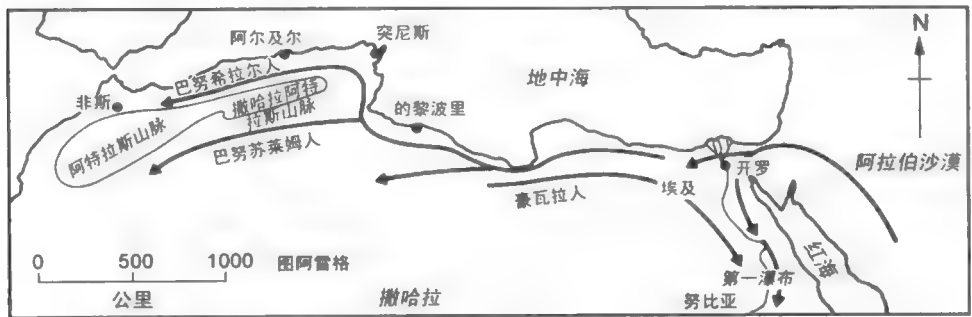 阿尔及尔
突尼斯
N
巴努希拉尔人
地中海
非斯
撒哈拉阿特
拉斯山脉
的黎波里
阿特拉斯山脉
巴努苏莱姆人
开罗
阿拉伯沙漠
豪瓦拉人
埃及
0 500 1000
公里
图阿雷格
撒哈拉
第一瀑布
努比亚
红海